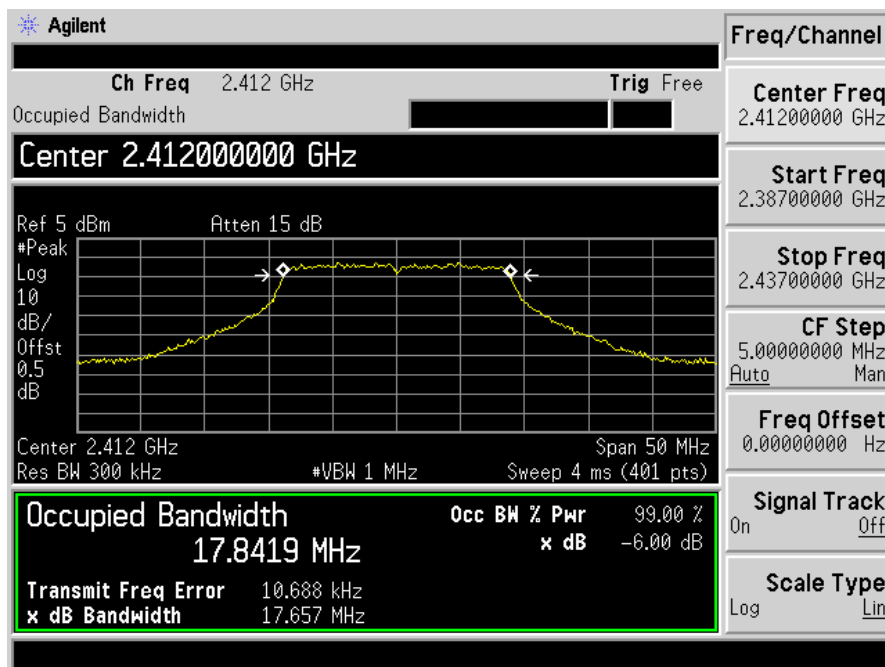 Agilent
Freq/Channel
Ch Freq 2.412 GHz Trig Free
Occupied Bandwidth
Center 2.412000000 GHz
Ref 5 dBm Atten 15 dB
#Peak
Log
10
dB/
Offst
0.5
dB
Center 2.412 GHz Span 50 MHz
Res BW 300 kHz #VBW 1 MHz Sweep 4 ms (401 pts)
Occupied Bandwidth
17.8419 MHz
Occ BW % Pwr 99.00 %
x dB -6.00 dB
Transmit Freq Error 10.688 kHz
x dB Bandwidth 17.657 MHz
Center Freq
2.41200000 GHz
Start Freq
2.38700000 GHz
Stop Freq
2.43700000 GHz
CF Step
5.00000000 MHz
Auto Man
Freq Offset
0.00000000 Hz
Signal Track
On Off
Scale Type
Log Lin